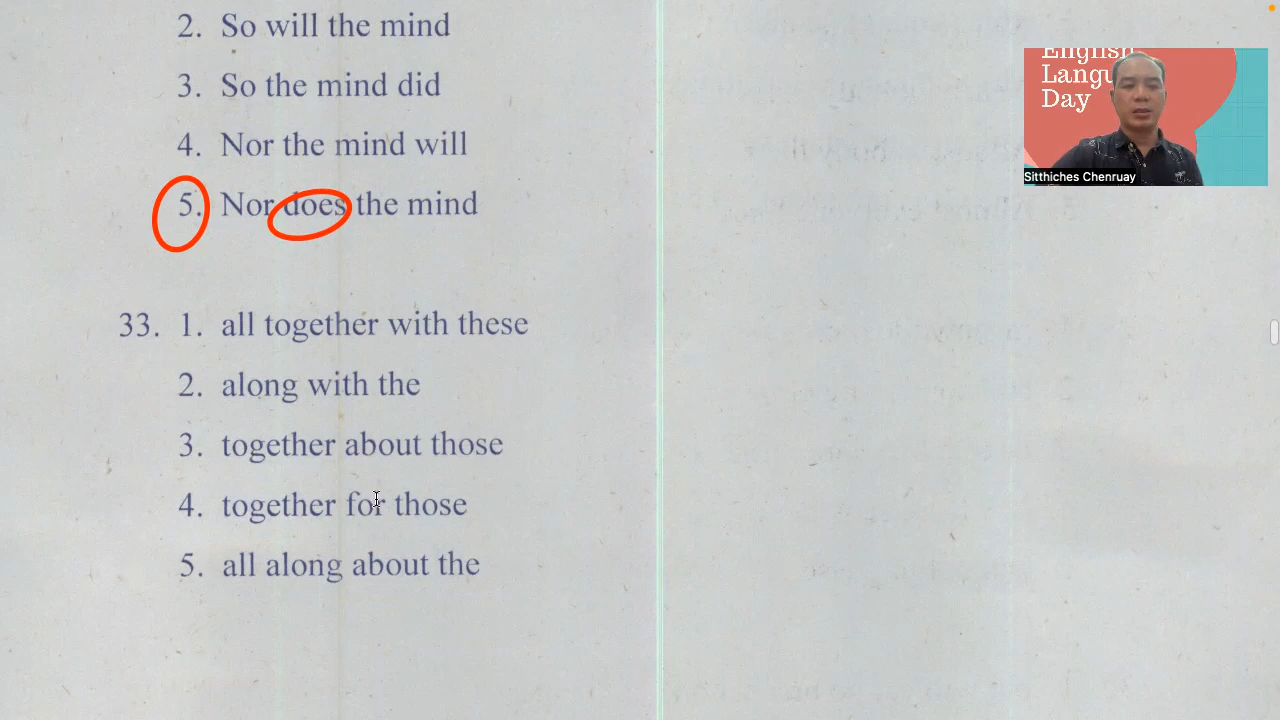 2. So will the mind
3. So the mind did
4. Nor the mind will
5. Nor does the mind
33. 1. all together with these
2. along with the
3. together about those
4. together for those
5. all along about the
English
Langu
Day
Sitthiches Chenruay